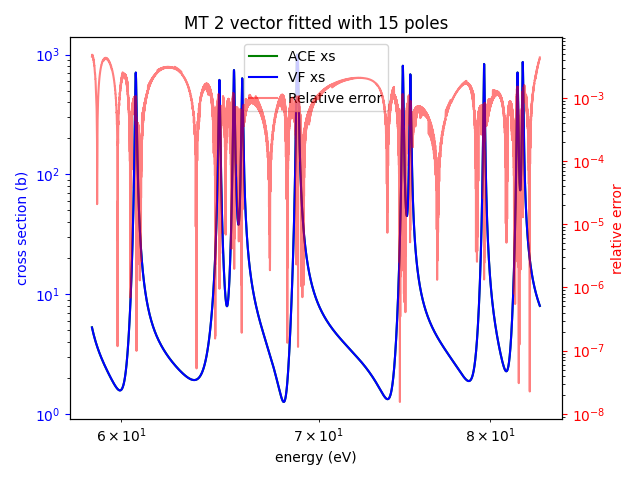 MT 2 vector fitted with 15 poles
ACE xs
VF xs
Relative error
cross section (b)
10³
10²
10¹
10⁰
relative error
10⁻³
10⁻⁴
10⁻⁵
10⁻⁶
10⁻⁷
10⁻⁸
6 × 10¹ 7 × 10¹ 8 × 10¹
energy (eV)